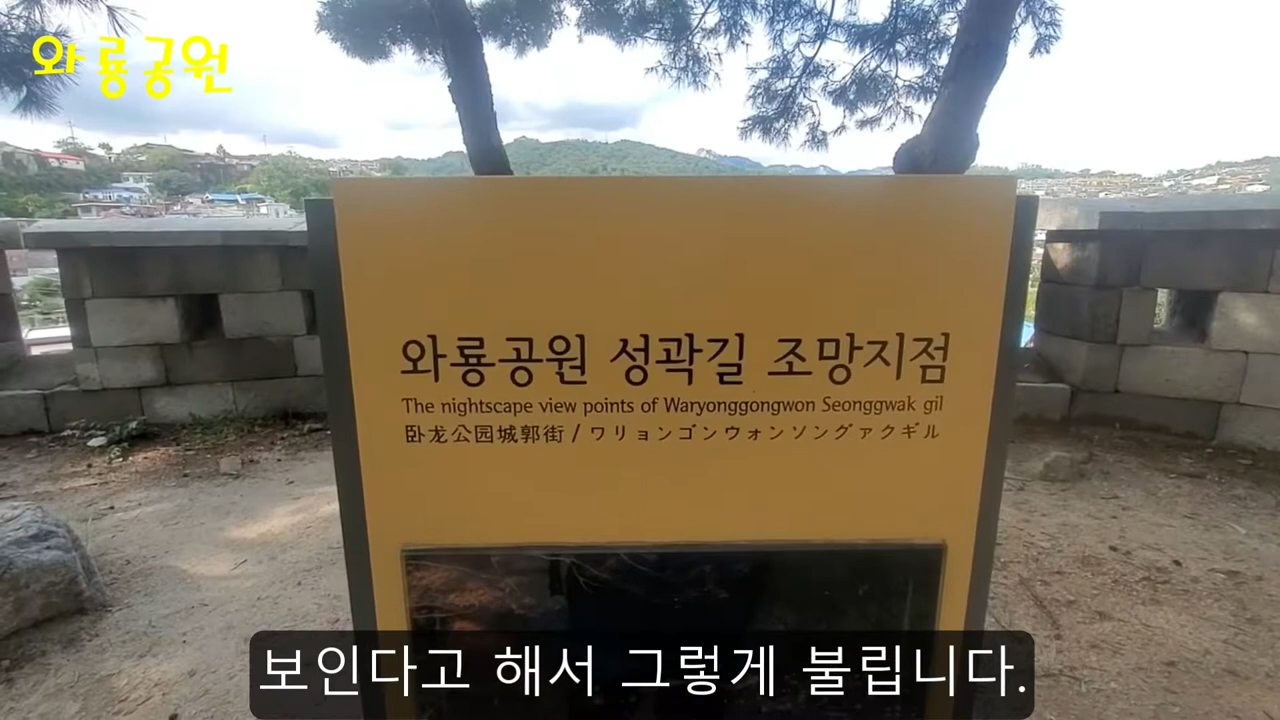 와룡공원
와룡공원 성곽길 조망지점
The nightscape view points of Waryonggongwon Seonggwak gil
卧龙公园城郭街 / ワリョンゴンウォンソングァクギル
보인다고 해서 그렇게 불립니다.